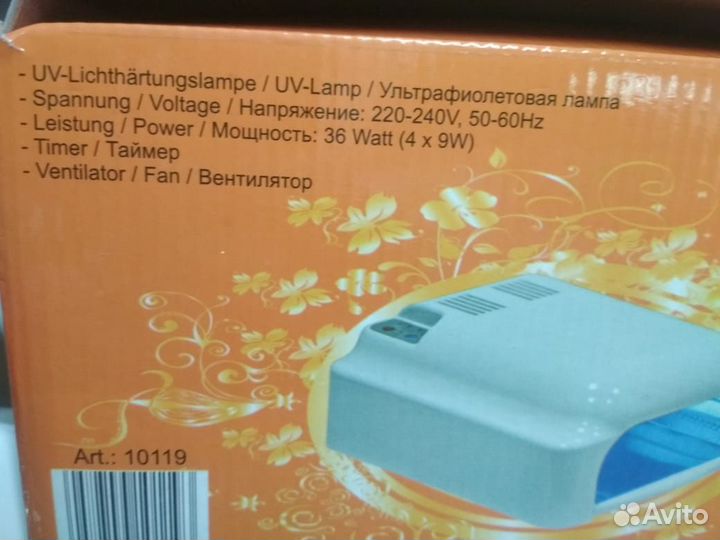 - UV-Lichthärtungslampe / UV-Lamp / Ультрафиолетовая лампа
- Spannung / Voltage / Напряжение: 220-240V, 50-60Hz
- Leistung / Power / Мощность: 36 Watt (4 x 9W)
- Timer / Таймер
- Ventilator / Fan / Вентилятор
Art.: 10119
Avito